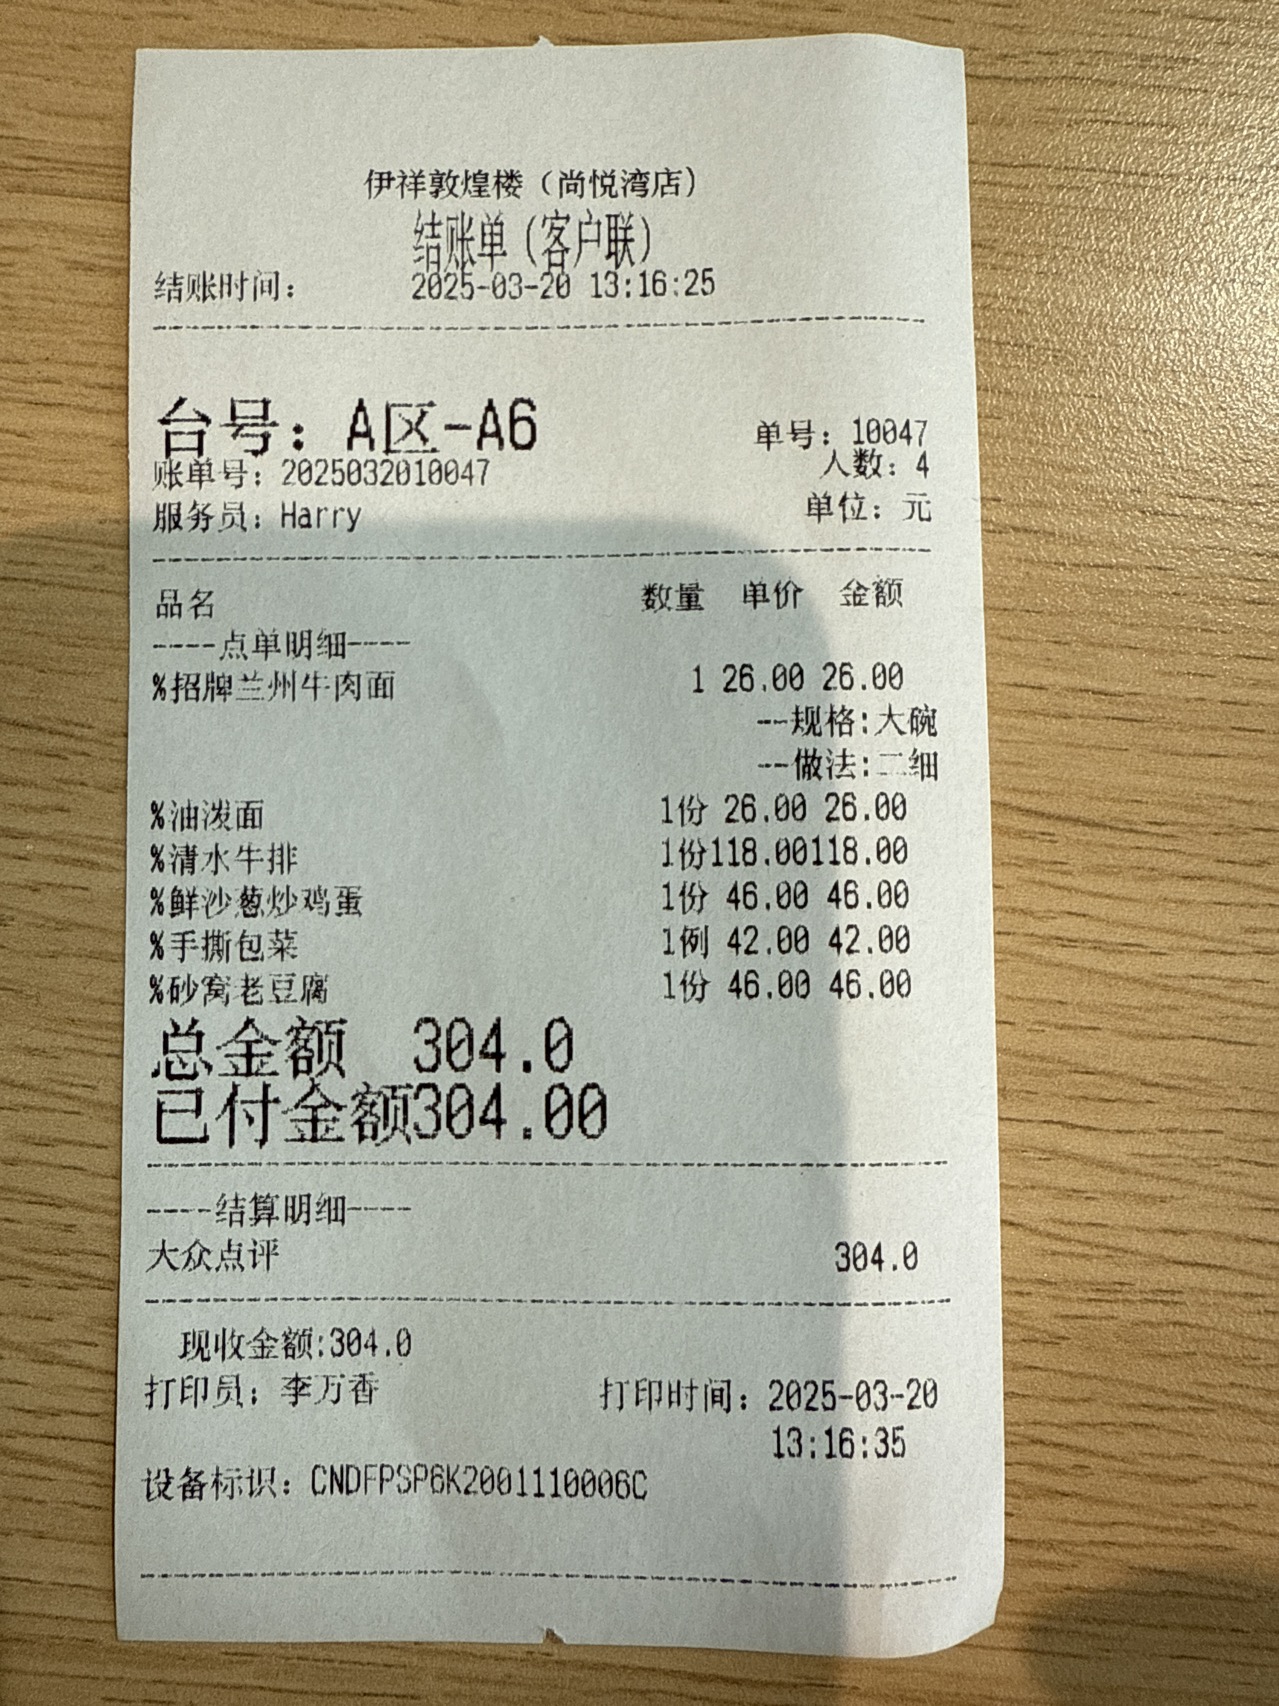 伊祥敦煌楼（尚悦湾店）
结账单（客户联）
结账时间： 2025-03-20 13:16:25
台号：A区-A6 单号：10047
账单号：2025032010047 人数：4
服务员：Harry 单位：元
品名 数量 单价 金额
----点单明细----
%招牌兰州牛肉面 1 26.00 26.00
--规格:大碗
--做法:二细
%油泼面 1份 26.00 26.00
%清水牛排 1份118.00118.00
%鲜沙葱炒鸡蛋 1份 46.00 46.00
%手撕包菜 1例 42.00 42.00
%砂窝老豆腐 1份 46.00 46.00
总金额 304.0
已付金额304.00
----结算明细----
大众点评 304.0
现收金额:304.0
打印员：李万香 打印时间：2025-03-20
13:16:35
设备标识：CNDFPSP6K2001110006C